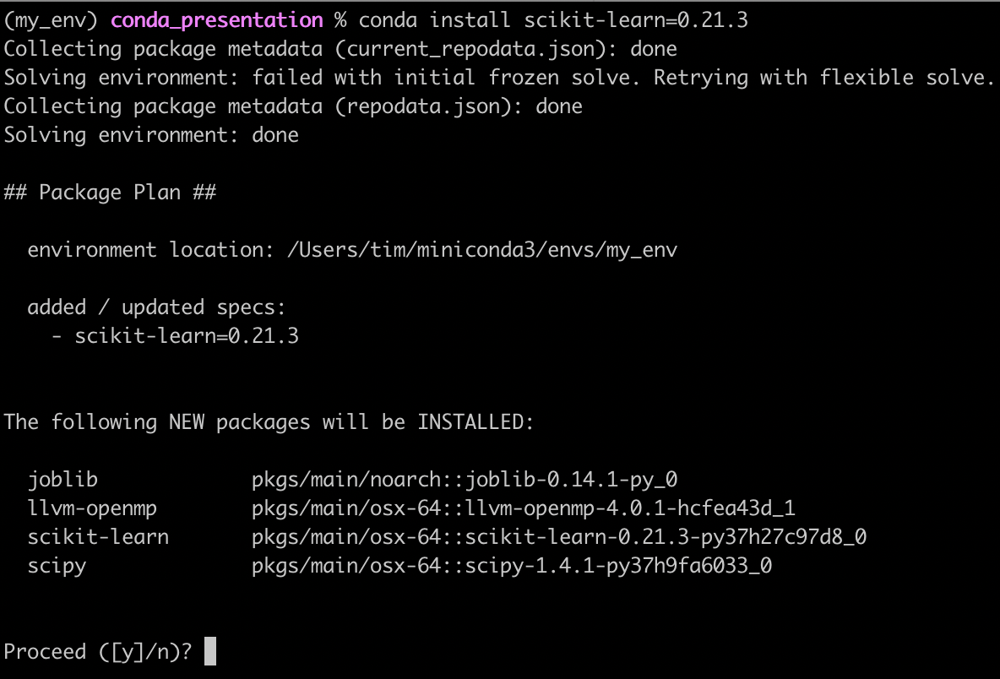 (my_env) conda_presentation % conda install scikit-learn=0.21.3
Collecting package metadata (current_repodata.json): done
Solving environment: failed with initial frozen solve. Retrying with flexible solve.
Collecting package metadata (repodata.json): done
Solving environment: done
## Package Plan ##
environment location: /Users/tim/miniconda3/envs/my_env
added / updated specs:
- scikit-learn=0.21.3
The following NEW packages will be INSTALLED:
joblib pkgs/main/noarch::joblib-0.14.1-py_0
llvm-openmp pkgs/main/osx-64::llvm-openmp-4.0.1-hcfea43d_1
scikit-learn pkgs/main/osx-64::scikit-learn-0.21.3-py37h27c97d8_0
scipy pkgs/main/osx-64::scipy-1.4.1-py37h9fa6033_0
Proceed ([y]/n)?